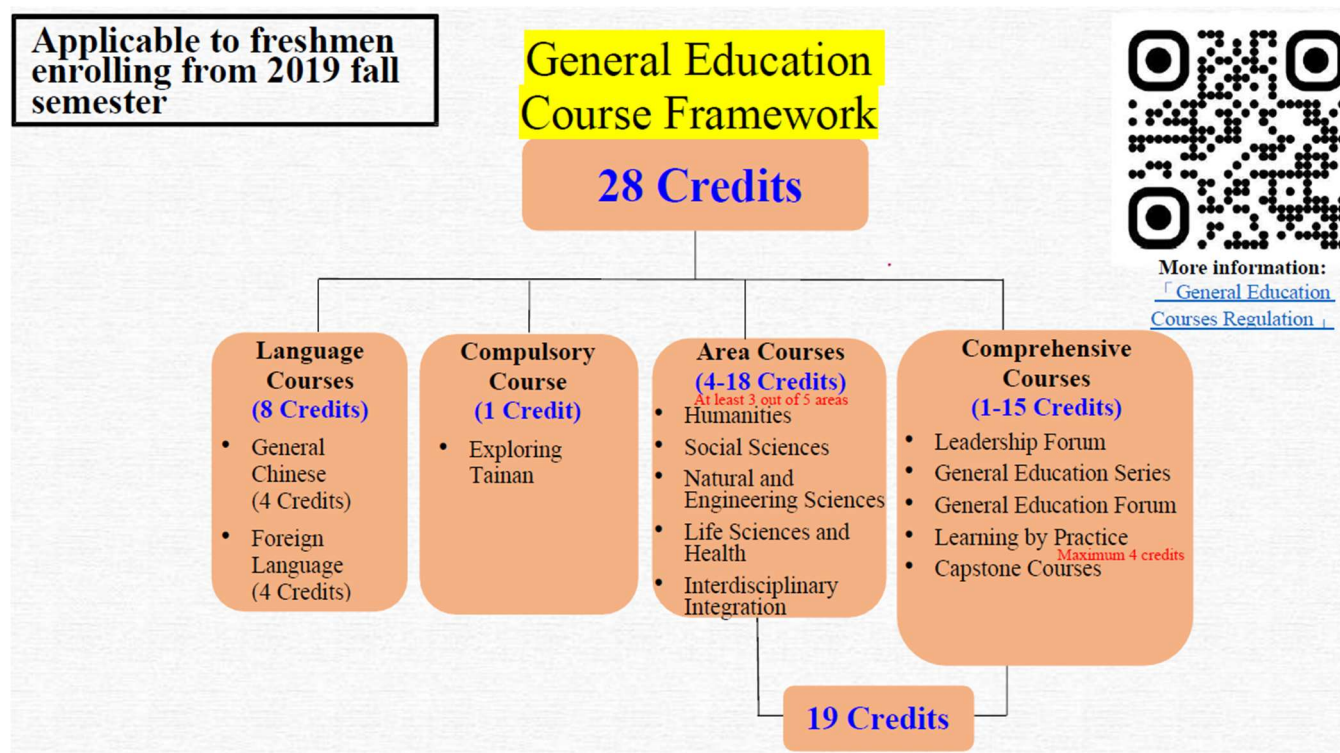 Applicable to freshmen
enrolling from 2019 fall
semester
General Education
Course Framework
28 Credits
More information:
「General Education
Courses Regulation」
Language
Courses
(8 Credits)
• General
Chinese
(4 Credits)
• Foreign
Language
(4 Credits)
Compulsory
Course
(1 Credit)
• Exploring
Tainan
Area Courses
(4-18 Credits)
At least 3 out of 5 areas
• Humanities
• Social Sciences
• Natural and
Engineering Sciences
• Life Sciences and
Health
• Interdisciplinary
Integration
Comprehensive
Courses
(1-15 Credits)
• Leadership Forum
• General Education Series
• General Education Forum
• Learning by Practice
Maximum 4 credits
• Capstone Courses
19 Credits